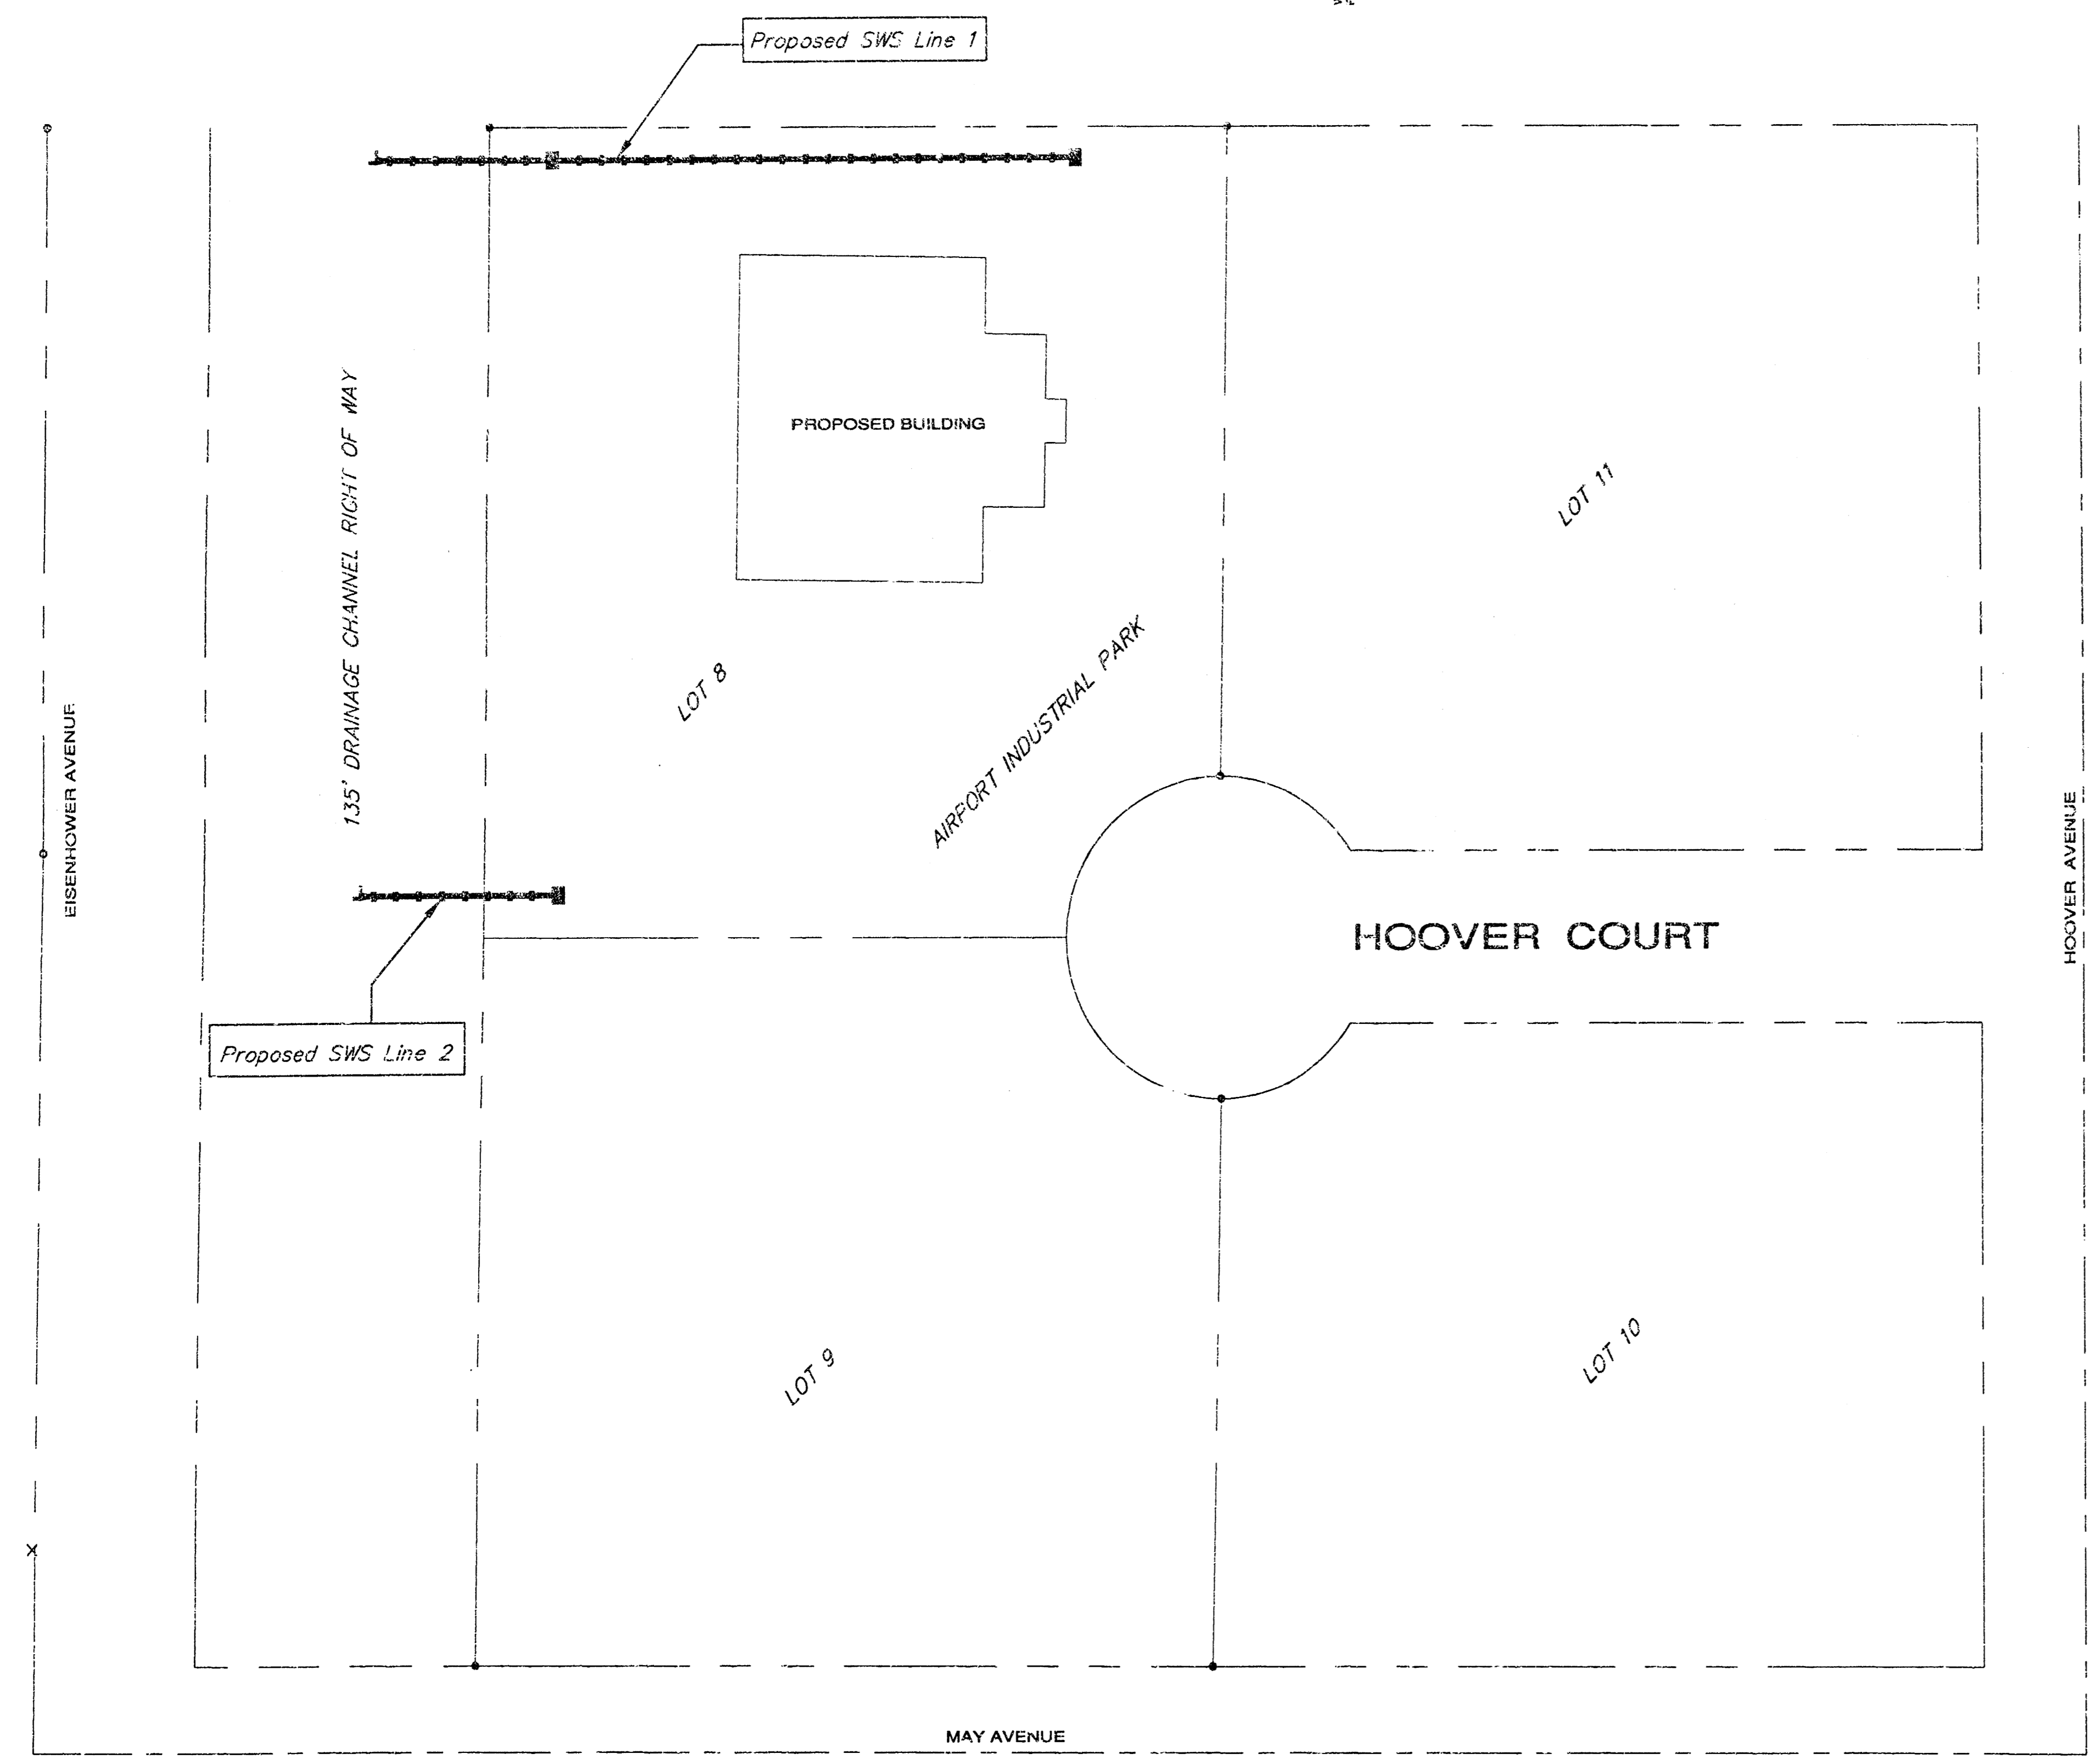 Proposed SWS Line 1
135' DRAINAGE CHANNEL RIGHT OF WAY
PROPOSED BUILDING
LOT 11
LOT 8
AIRPORT INDUSTRIAL PARK
EISENHOWER AVENUE
HOOVER AVENUE
HOOVER COURT
Proposed SWS Line 2
LOT 9
LOT 10
MAY AVENUE